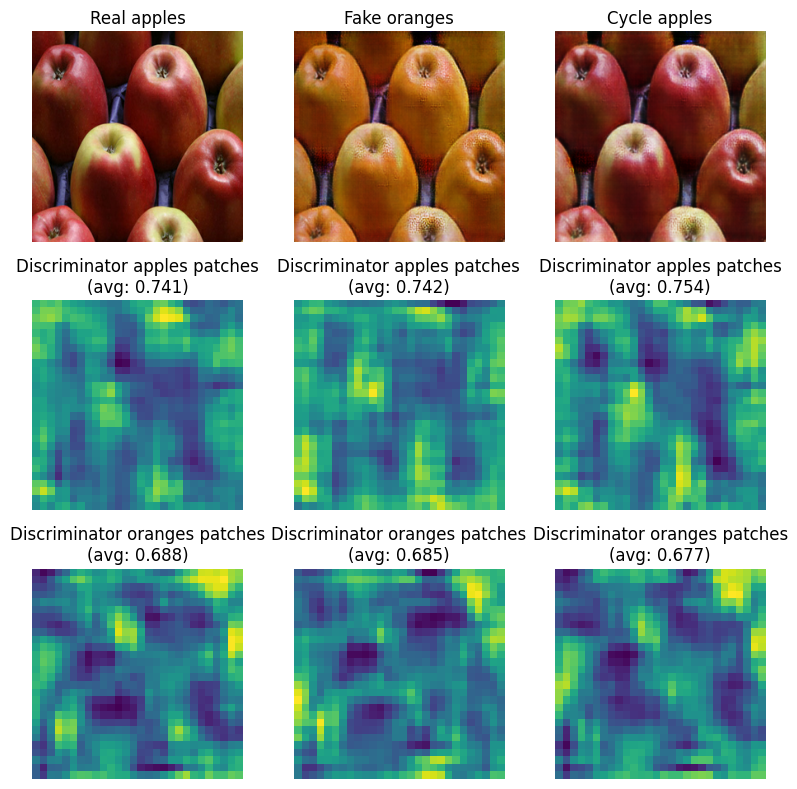 Real apples
Fake oranges
Cycle apples
Discriminator apples patches
(avg: 0.741)
Discriminator apples patches
(avg: 0.742)
Discriminator apples patches
(avg: 0.754)
Discriminator oranges patches
(avg: 0.688)
Discriminator oranges patches
(avg: 0.685)
Discriminator oranges patches
(avg: 0.677)